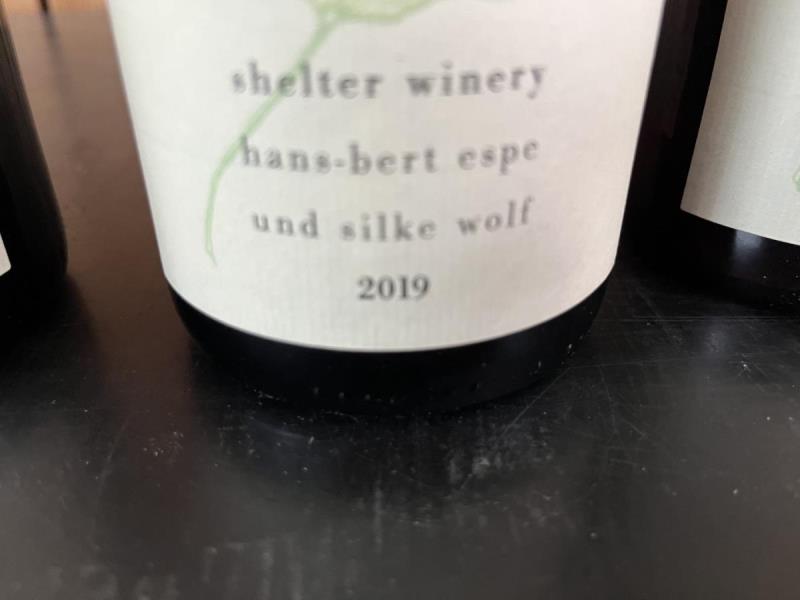 shelter winery
hans-bert espe
und silke wolf
2019